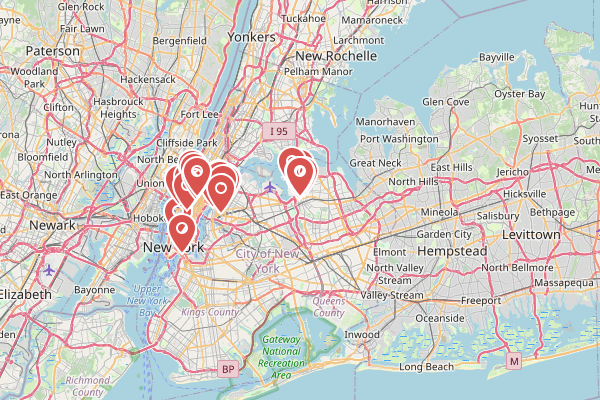 Glen Rock
Fair Lawn
Paterson
Woodland
Park
Clifton
Bloomfield
East Orange
Newark
Elizabeth
Bergenfield
Hackensack
Hasbrouck
Heights
Nutley
North Arlington
Union
Hobok
Bayonne
Fort Lee
Cliffside Park
North Be
Tuckahoe
Yonkers
Harrison
Mamaroneck
Larchmont
New Rochelle
Pelham Manor
I 95
Manorhaven
Port Washington
Great Neck
Glen Cove
Bayville
Oyster Bay
Syosset
East Hills
Jericho
North Hills
Hicksville
Mineola
Salisbury
Bethpage
Garden City
Levittown
Elmont
Hempstead
North Valley
Stream
North Bellmore
Massapequa
Valley Stream
Freeport
Oceanside
Inwood
Long Beach
New York
City of New
York
Upper
New York
Bay
Kings County
Queens
County
Gateway
National
Recreation
Area
BP
M
Richmond
County